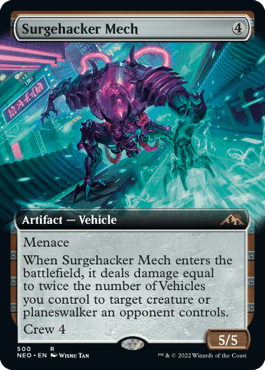 Surgehacker Mech 4
Artifact — Vehicle
Menace
When Surgehacker Mech enters the
battlefield, it deals damage equal
to twice the number of Vehicles
you control to target creature or
planeswalker an opponent controls.
Crew 4
5/5
500 R
NEO • EN Wisnu Tan ™ & © 2022 Wizards of the Coast